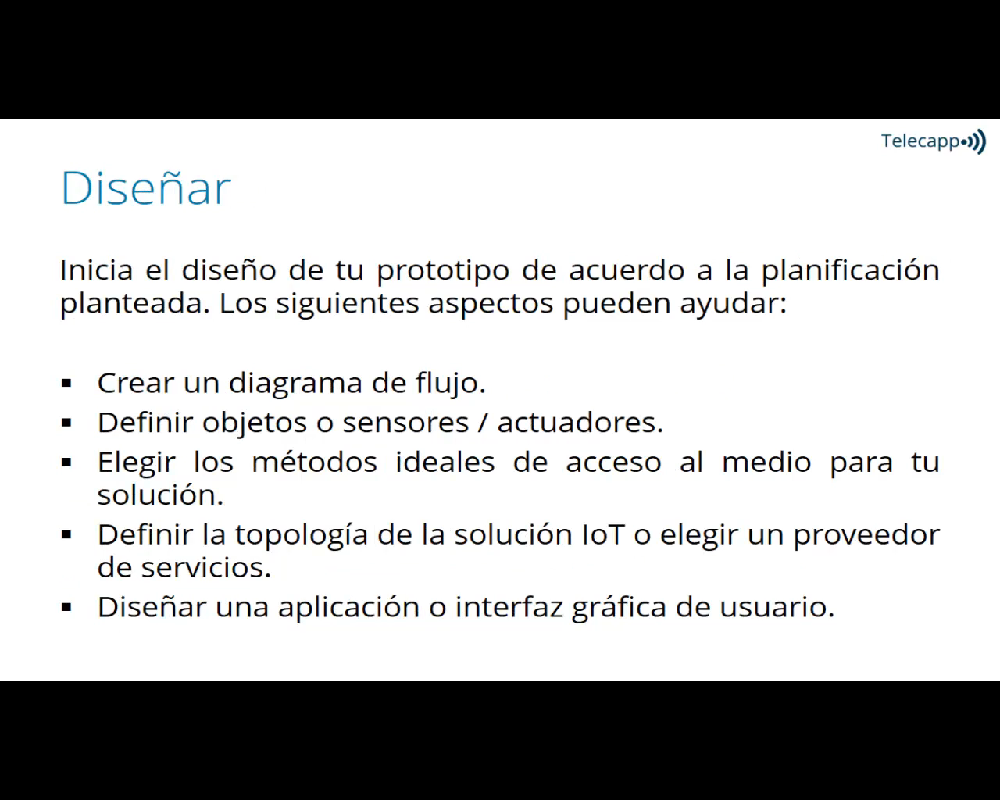 Telecapp
Diseñar
Inicia el diseño de tu prototipo de acuerdo a la planificación
planteada. Los siguientes aspectos pueden ayudar:
▪ Crear un diagrama de flujo.
▪ Definir objetos o sensores / actuadores.
▪ Elegir los métodos ideales de acceso al medio para tu
solución.
▪ Definir la topología de la solución IoT o elegir un proveedor
de servicios.
▪ Diseñar una aplicación o interfaz gráfica de usuario.